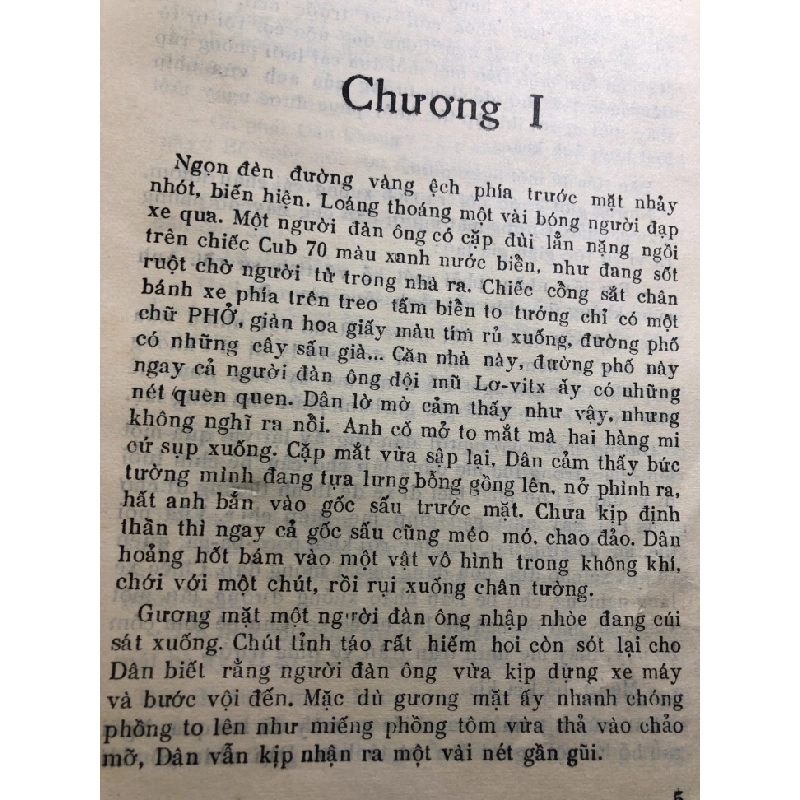 Chương I
Ngọn đèn đường vàng ệch phía trước mặt nhảy
nhót, biến hiện. Loáng thoáng một vài bóng người đạp
xe qua. Một người đàn ông có cặp đùi lẳn nặng ngồi
trên chiếc Cub 70 màu xanh nước biển, như đang sốt
ruột chờ người từ trong nhà ra. Chiếc cổng sắt chân
bánh xe phía trên treo tấm biển to tướng chỉ có một
chữ PHỞ, giàn hoa giấy màu tím rủ xuống, đường phố
có những cây sấu già... Căn nhà này, đường phố này
ngay cả người đàn ông đội mũ Lơ-vitx ấy có những
nét quen quen. Dân lờ mờ cảm thấy như vậy, nhưng
không nghĩ ra nổi. Anh cố mở to mắt mà hai hàng mi
cứ sụp xuống. Cặp mắt vừa sập lại, Dân cảm thấy bức
tường mình đang tựa lưng bỗng gồng lên, nở phình ra,
hất anh bắn vào gốc sấu trước mặt. Chưa kịp định
thần thì ngay cả gốc sấu cũng méo mó, chao đảo. Dân
hoảng hốt bám vào một vật vô hình trong không khí,
chới với một chút, rồi rụi xuống chân tường.
Gương mặt một người đàn ông nhập nhòe đang cúi
sát xuống. Chút tỉnh táo rất hiếm hoi còn sót lại cho
Dân biết rằng người đàn ông vừa kịp dựng xe máy
và bước vội đến. Mặc dù gương mặt ấy nhanh chóng
phồng to lên như miếng phồng tôm vừa thả vào chảo
mỡ, Dân vẫn kịp nhận ra một vài nét gần gũi.
5